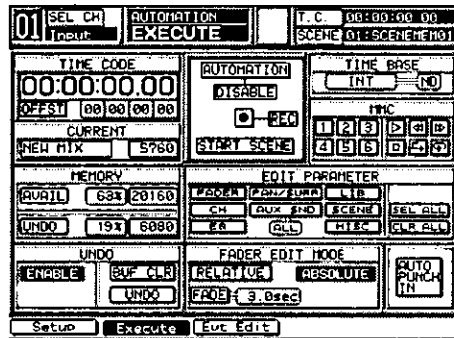 01 SEL CH Input AUTOMATION EXECUTE T.C. 00:00:00 00
SCENE 01:SCENEMEM01
TIME CODE
00:00:00.00
OFFST 00 00 00 00
CURRENT
NEW MIX 5760
AUTOMATION
DISABLE
REC
START SCENE
TIME BASE
INT ND
MMC
1 2 3
4 5 6
MEMORY
AVAIL 63% 20160
UNDO 19% 6080
EDIT PARAMETER
FADER PAN/SURR LIB
CH AUX SND SCENE SEL ALL
EQ ALL MISC CLR ALL
UNDO
ENABLE BUF CLR
UNDO
FADER EDIT MODE
RELATIVE ABSOLUTE
FADE 3.0sec
AUTO
PUNCH
IN
Setup Execute Evt Edit